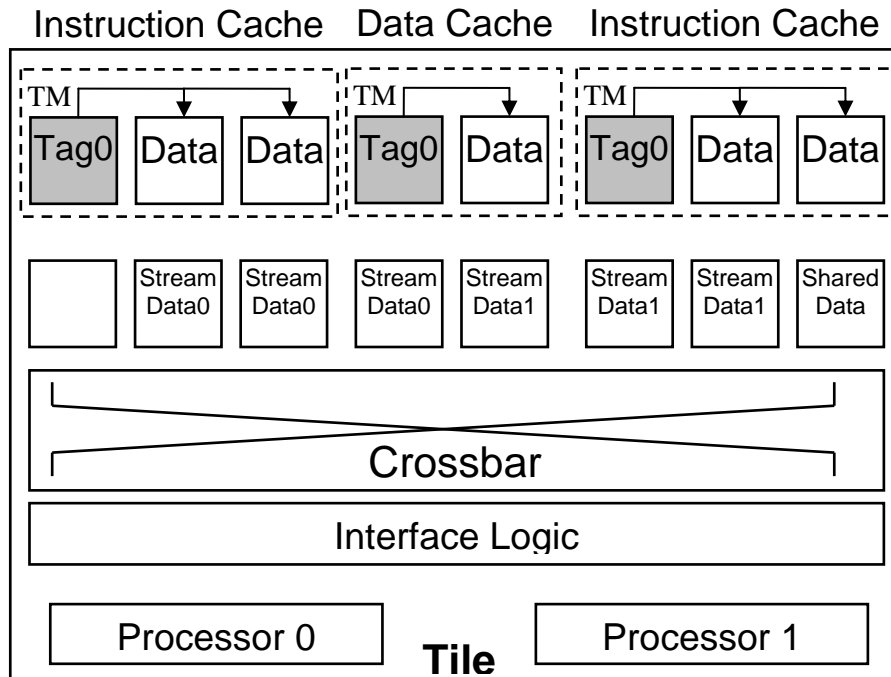 Instruction Cache Data Cache Instruction Cache
TM TM TM
Tag0 Data Data Tag0 Data Tag0 Data Data
Stream Stream Stream Stream Stream Stream Shared
Data0 Data0 Data0 Data1 Data1 Data1 Data
Crossbar
Interface Logic
Processor 0 Processor 1
Tile